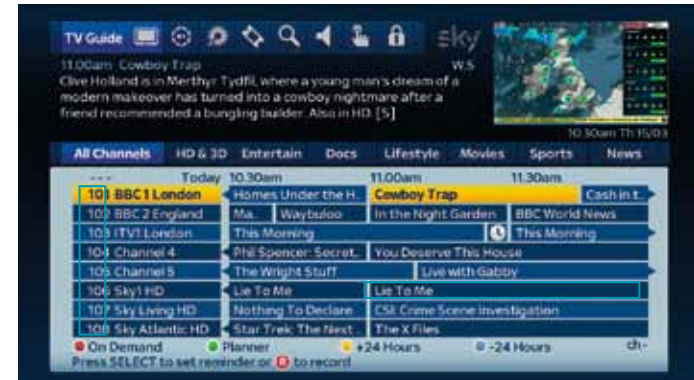 TV Guide
sky
11.00am Cowboy Trap W,S
Clive Holland is in Merthyr Tydfil, where a young man's dream of a
modern makeover has turned into a cowboy nightmare after a
friend recommended a bungling builder. Also in HD. [S]
10.30am Th 15/03
All Channels HD & 3D Entertain Docs Lifestyle Movies Sports News
--- Today 10.30am 11.00am 11.30am
101 BBC 1 London Homes Under the H.. Cowboy Trap Cash in t..
102 BBC 2 England Ma.. Waybuloo In the Night Garden BBC World News
103 ITV1 London This Morning This Morning
104 Channel 4 Phil Spencer: Secret.. You Deserve This House
105 Channel 5 The Wright Stuff Live with Gabby
106 Sky1 HD Lie To Me Lie To Me
107 Sky Living HD Nothing To Declare CSI: Crime Scene Investigation
108 Sky Atlantic HD Star Trek: The Next.. The X Files
On Demand Planner +24 Hours -24 Hours ch-
Press SELECT to set reminder or R to record